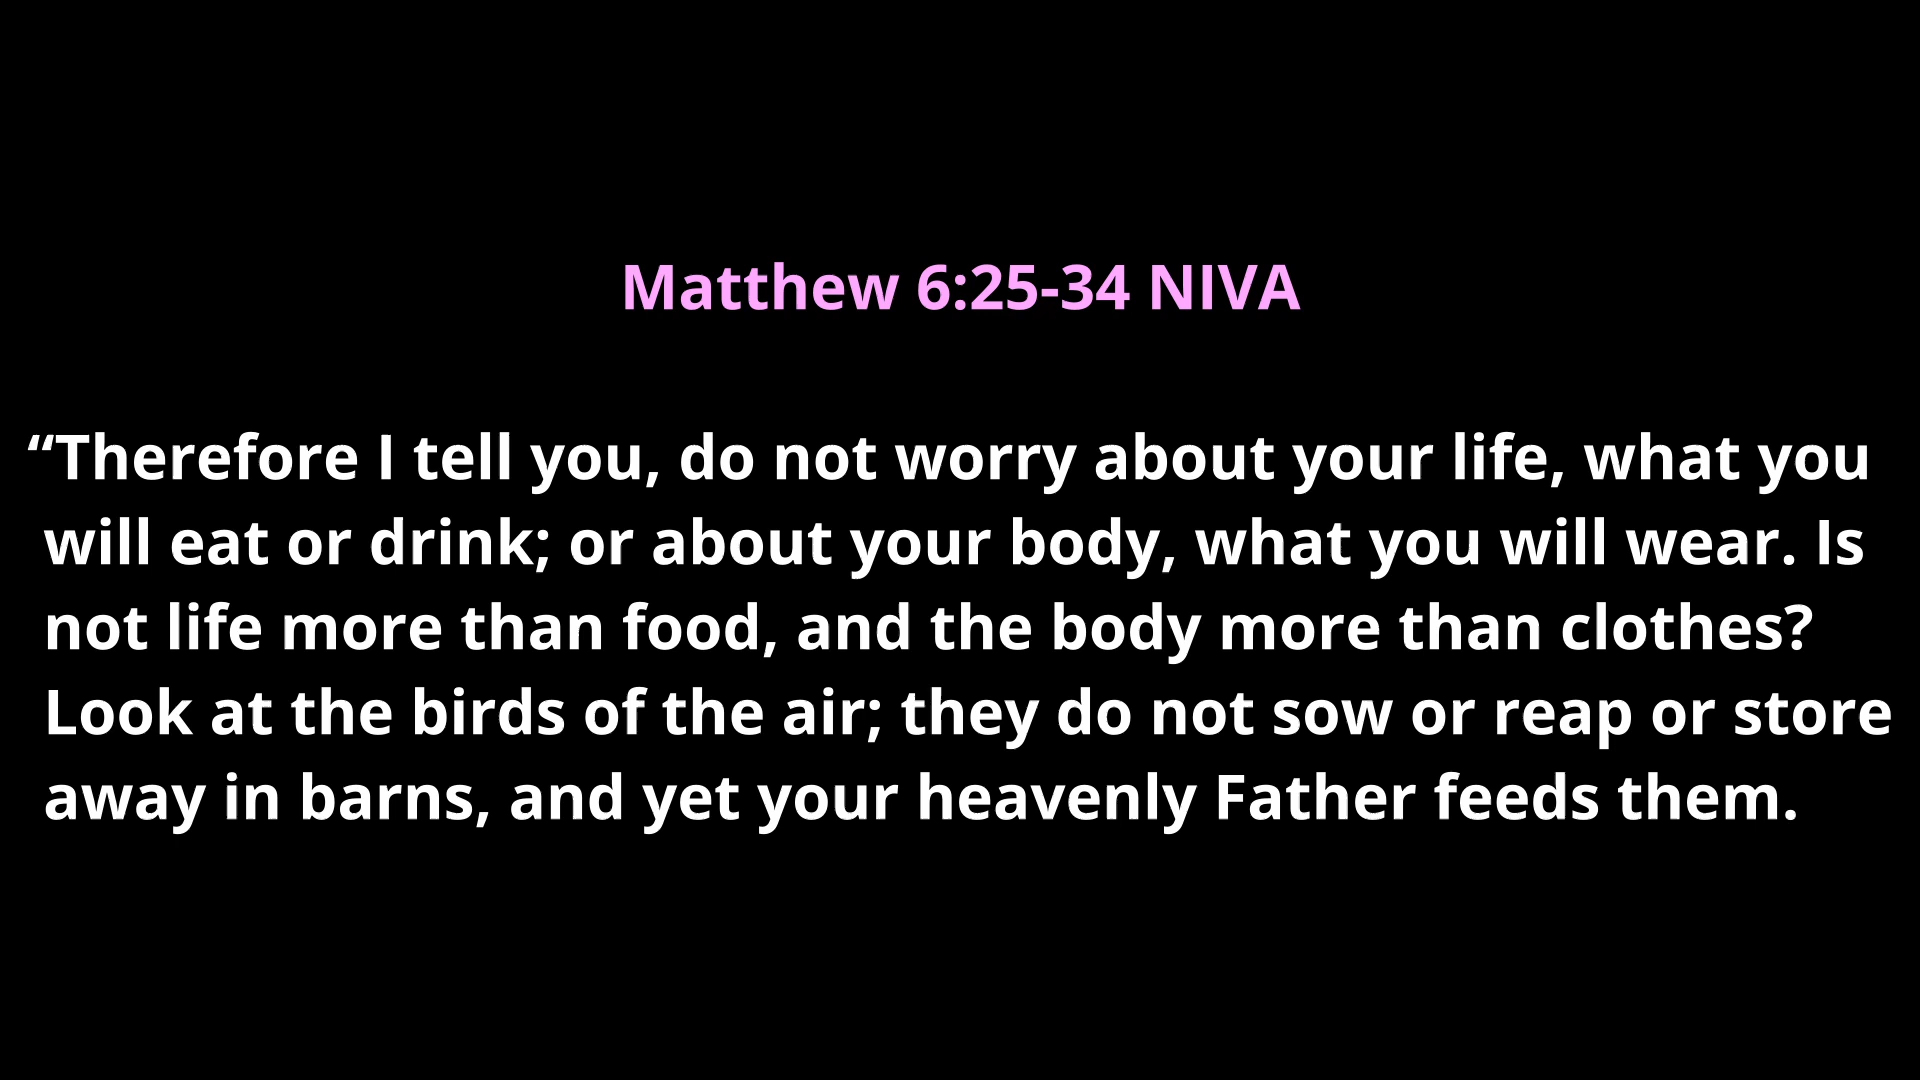 Matthew 6:25-34 NIVA
“Therefore I tell you, do not worry about your life, what you
will eat or drink; or about your body, what you will wear. Is
not life more than food, and the body more than clothes?
Look at the birds of the air; they do not sow or reap or store
away in barns, and yet your heavenly Father feeds them.